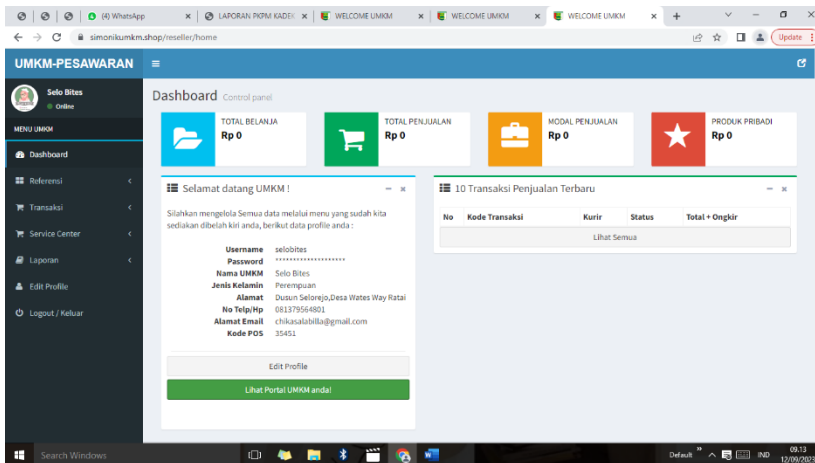 (4) WhatsApp
LAPORAN PKPM KADEK
WELCOME UMKM
WELCOME UMKM
WELCOME UMKM
simonikumkm.shop/reseller/home
Update
UMKM-PESAWARAN
Selo Bites
Online
MENU UMKM
Dashboard
Referensi
Transaksi
Service Center
Laporan
Edit Profile
Logout / Keluar
Dashboard Control panel
TOTAL BELANJA
Rp 0
TOTAL PENJUALAN
Rp 0
MODAL PENJUALAN
Rp 0
PRODUK PRIBADI
Rp 0
Selamat datang UMKM !
Silahkan mengelola Semua data melalui menu yang sudah kita
sediakan dibelah kiri anda, berikut data profile anda :
Username selobites
Password ********************
Nama UMKM Selo Bites
Jenis Kelamin Perempuan
Alamat Dusun Selorejo,Desa Wates Way Ratai
No Telp/Hp 081379564801
Alamat Email chikasalabilla@gmail.com
Kode POS 35451
Edit Profile
Lihat Portal UMKM anda!
10 Transaksi Penjualan Terbaru
No Kode Transaksi Kurir Status Total + Ongkir
Lihat Semua
Search Windows
Default
IND
09.13
12/09/2023